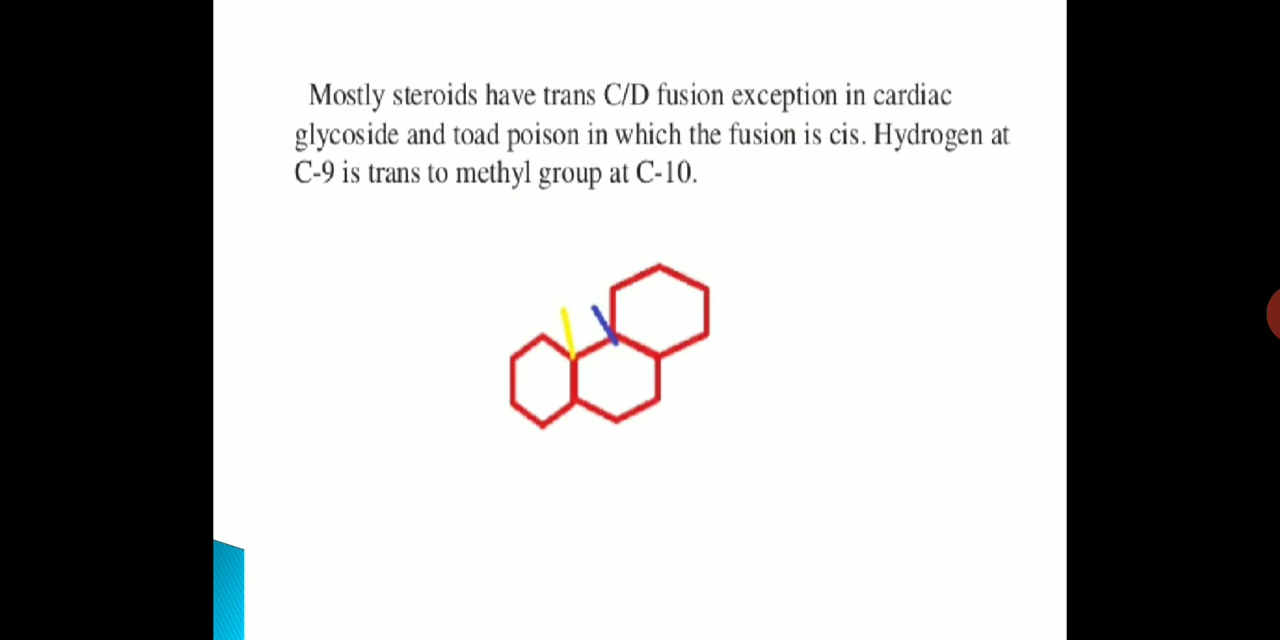 Mostly steroids have trans C/D fusion exception in cardiac
glycoside and toad poison in which the fusion is cis. Hydrogen at
C-9 is trans to methyl group at C-10.